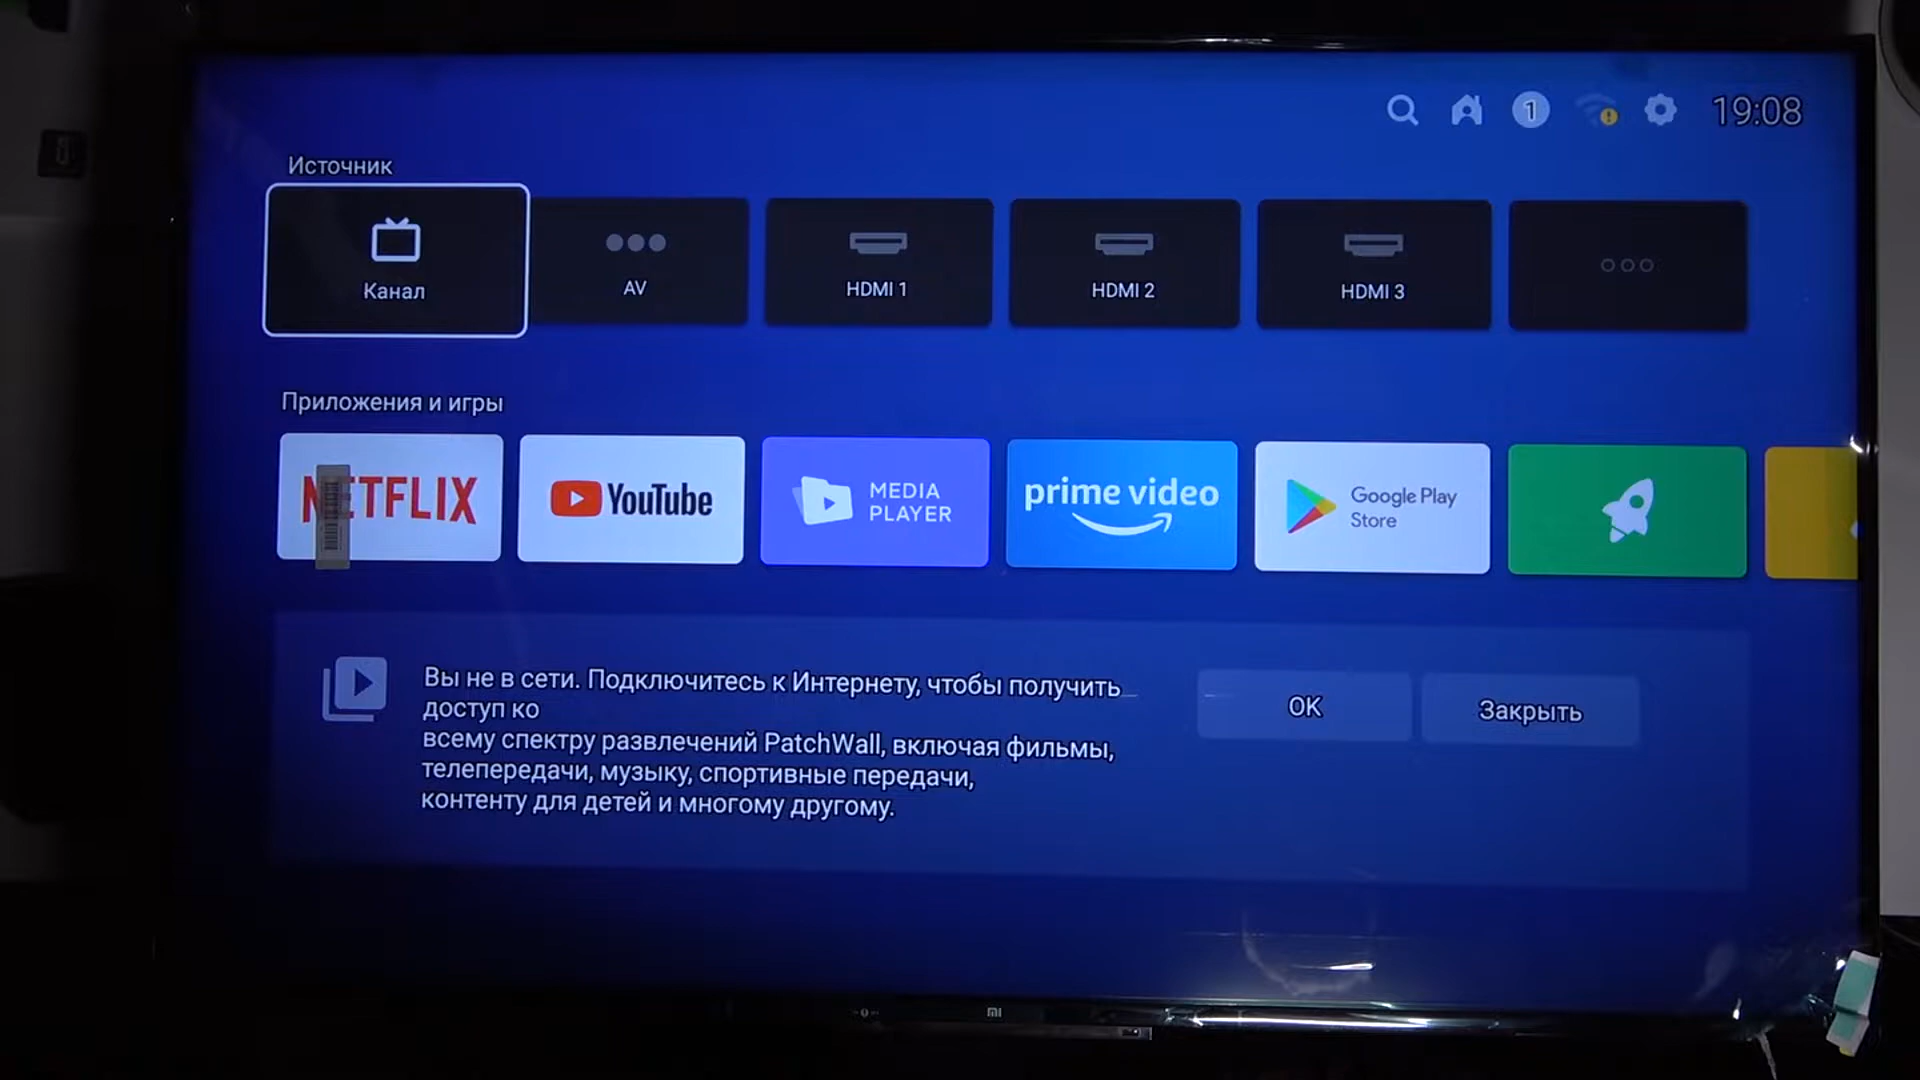 1
19:08
Источник
Канал
AV
HDMI 1
HDMI 2
HDMI 3
Приложения и игры
NETFLIX
YouTube
MEDIA
PLAYER
prime video
Google Play
Store
Вы не в сети. Подключитесь к Интернету, чтобы получить
доступ ко
всему спектру развлечений PatchWall, включая фильмы,
телепередачи, музыку, спортивные передачи,
контенту для детей и многому другому.
OK
Закрыть
mi